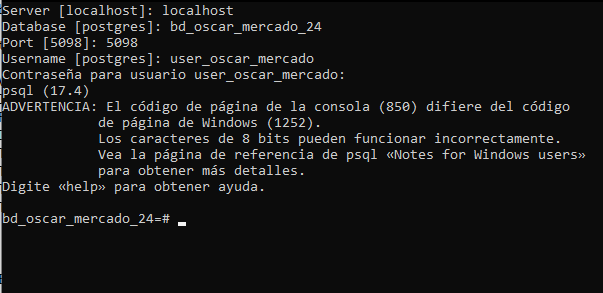 Server [localhost]: localhost
Database [postgres]: bd_oscar_mercado_24
Port [5098]: 5098
Username [postgres]: user_oscar_mercado
Contraseña para usuario user_oscar_mercado:
psql (17.4)
ADVERTENCIA: El código de página de la consola (850) difiere del código
            de página de Windows (1252).
            Los caracteres de 8 bits pueden funcionar incorrectamente.
            Vea la página de referencia de psql «Notes for Windows users»
            para obtener más detalles.
Digite «help» para obtener ayuda.
bd_oscar_mercado_24=#